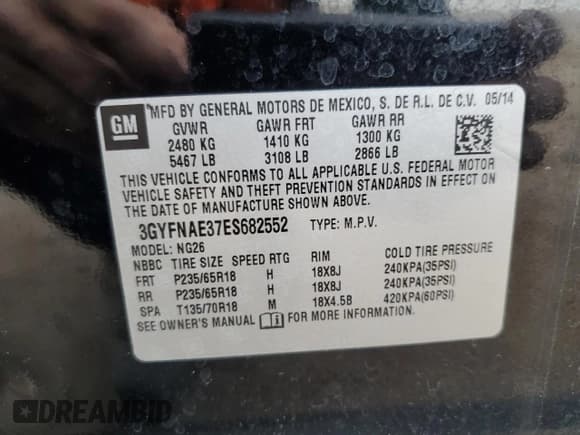 GM
MFD BY GENERAL MOTORS DE MEXICO, S. DE R.L. DE C.V. 05/14
GVWR GAWR FRT GAWR RR
2480 KG 1410 KG 1300 KG
5467 LB 3108 LB 2866 LB
THIS VEHICLE CONFORMS TO ALL APPLICABLE U.S. FEDERAL MOTOR
VEHICLE SAFETY AND THEFT PREVENTION STANDARDS IN EFFECT ON
THE DATE OF MANUFACTURE SHOWN ABOVE.
3GYFNAE37ES682552 TYPE: M.P.V.
MODEL: NG26
NBBC TIRE SIZE SPEED RTG RIM COLD TIRE PRESSURE
FRT P235/65R18 H 18X8J 240KPA(35PSI)
RR P235/65R18 H 18X8J 240KPA(35PSI)
SPA T135/70R18 M 18X4.5B 420KPA(60PSI)
SEE OWNER'S MANUAL FOR MORE INFORMATION.
DREAMBID